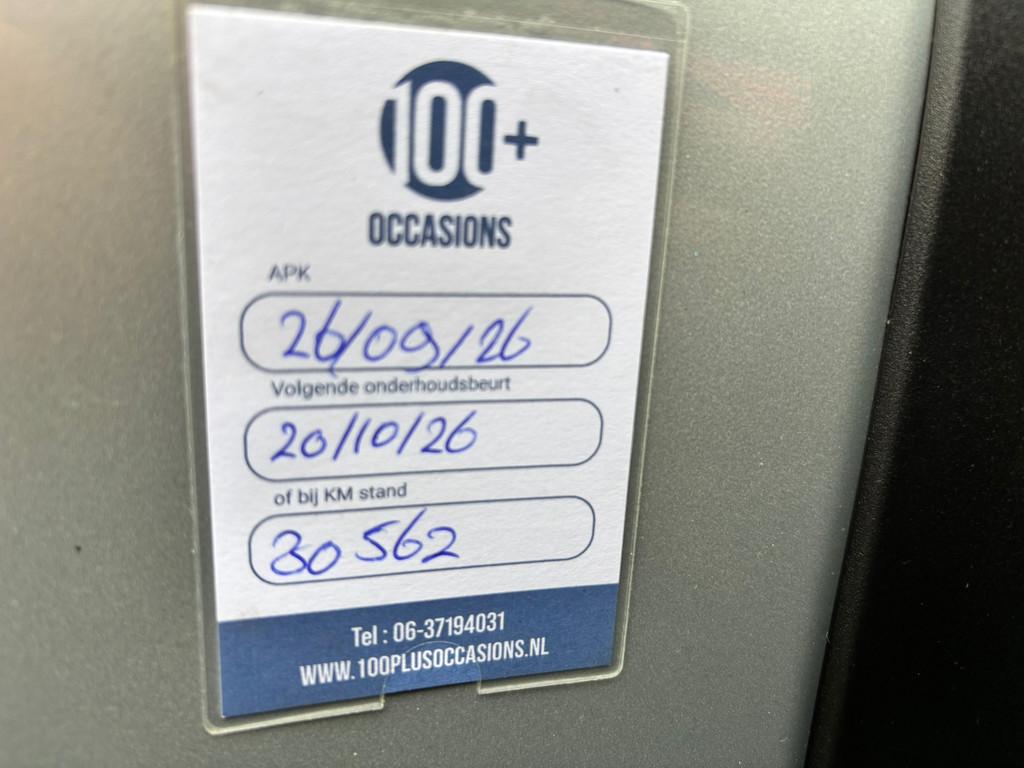 100+
OCCASIONS
APK
26/09/26
Volgende onderhoudsbeurt
20/10/26
of bij KM stand
30 562
Tel : 06-37194031
WWW.100PLUSOCCASIONS.NL